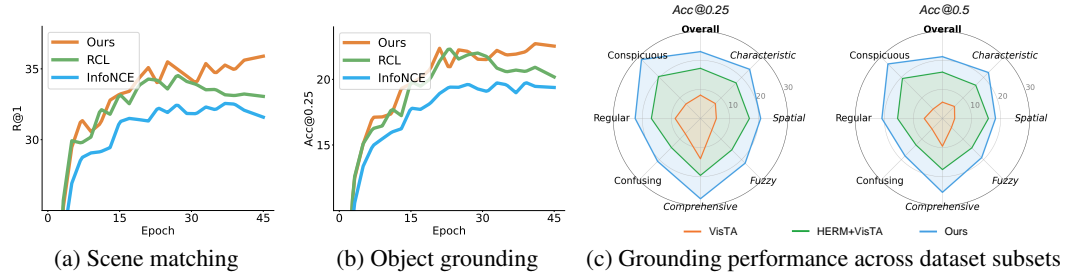 Ours
RCL
InfoNCE
35
30
R@1
0
15
30
45
Epoch
(a) Scene matching
Ours
RCL
InfoNCE
20
15
Acc@0.25
0
15
30
45
Epoch
(b) Object grounding
Acc@0.25
Overall
Conspicuous
Characteristic
30
20
10
Regular
Spatial
Confusing
Fuzzy
Comprehensive
Acc@0.5
Overall
Conspicuous
Characteristic
30
20
10
Regular
Spatial
Confusing
Fuzzy
Comprehensive
VisTA
HERM+VisTA
Ours
(c) Grounding performance across dataset subsets